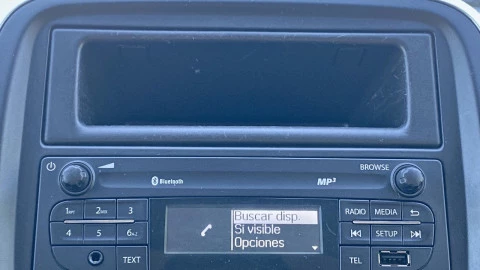 BROWSE
Bluetooth
MP3
1 2 3
4 5 6
TEXT
Buscar disp.
Si visible
Opciones
RADIO MEDIA
SETUP
TEL